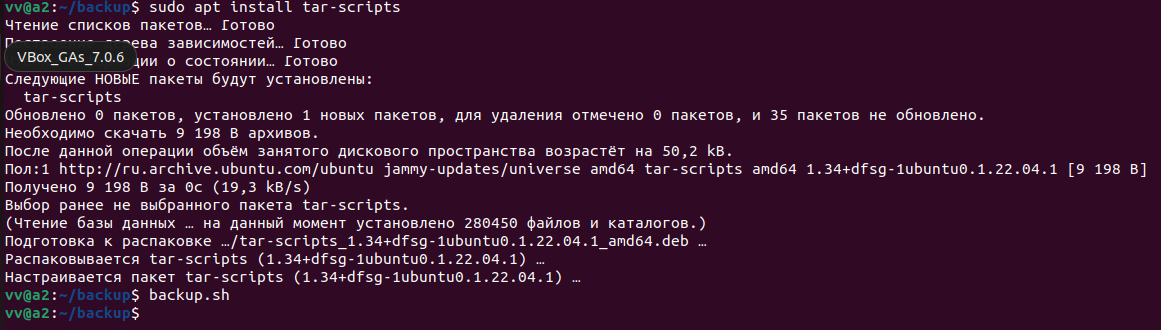 vv@a2:~/backup$ sudo apt install tar-scripts
Чтение списков пакетов… Готово
дерева зависимостей… Готово
VBox_GAs_7.0.6
о состоянии… Готово
Следующие НОВЫЕ пакеты будут установлены:
  tar-scripts
Обновлено 0 пакетов, установлено 1 новых пакетов, для удаления отмечено 0 пакетов, и 35 пакетов не обновлено.
Необходимо скачать 9 198 B архивов.
После данной операции объём занятого дискового пространства возрастёт на 50,2 kB.
Пол:1 http://ru.archive.ubuntu.com/ubuntu jammy-updates/universe amd64 tar-scripts amd64 1.34+dfsg-1ubuntu0.1.22.04.1 [9 198 B]
Получено 9 198 B за 0с (19,3 kB/s)
Выбор ранее не выбранного пакета tar-scripts.
(Чтение базы данных … на данный момент установлено 280450 файлов и каталогов.)
Подготовка к распаковке …/tar-scripts_1.34+dfsg-1ubuntu0.1.22.04.1_amd64.deb …
Распаковывается tar-scripts (1.34+dfsg-1ubuntu0.1.22.04.1) …
Настраивается пакет tar-scripts (1.34+dfsg-1ubuntu0.1.22.04.1) …
vv@a2:~/backup$ backup.sh
vv@a2:~/backup$